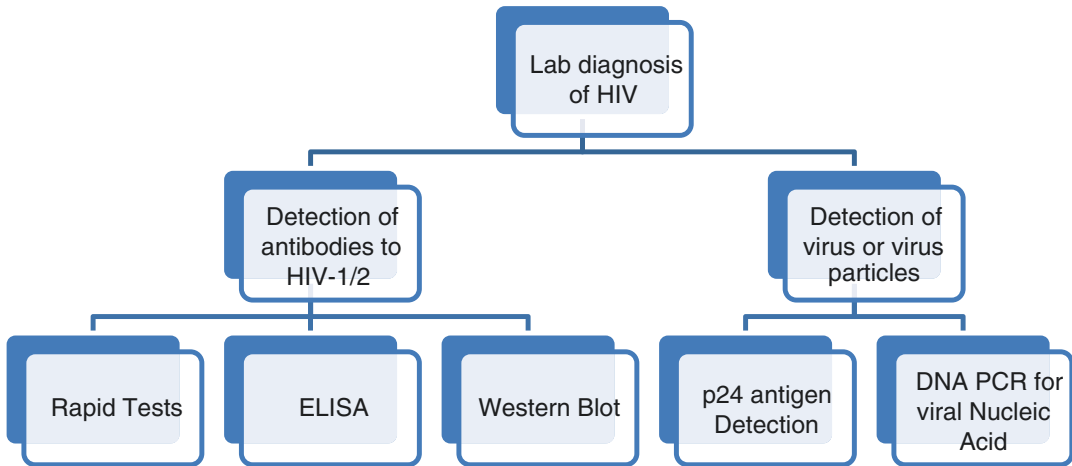 Lab diagnosis
of HIV
Detection of
antibodies to
HIV-1/2
Detection of
virus or virus
particles
Rapid Tests
ELISA
Western Blot
p24 antigen
Detection
DNA PCR for
viral Nucleic
Acid